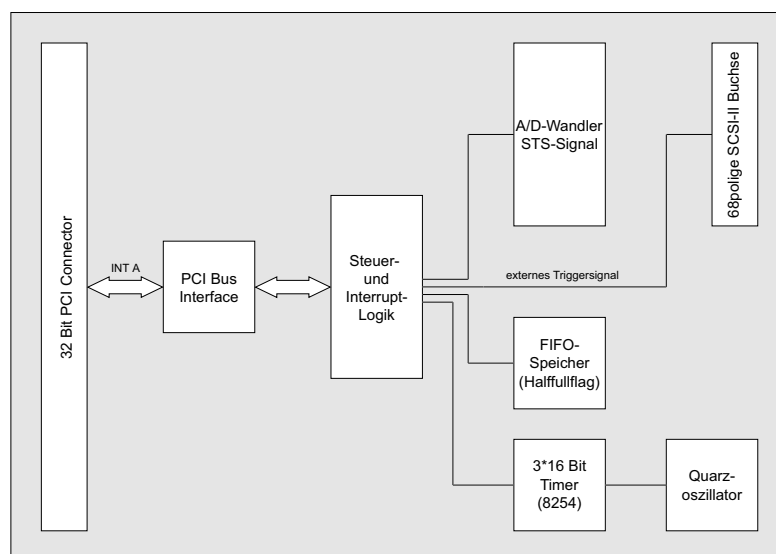 32 Bit PCI Connector
INT A
PCI Bus
Interface
Steuer-
und
Interrupt-
Logik
A/D-Wandler
STS-Signal
68polige SCSI-II Buchse
externes Triggersignal
FIFO-
Speicher
(Halffullflag)
3*16 Bit
Timer
(8254)
Quarz-
oszillator